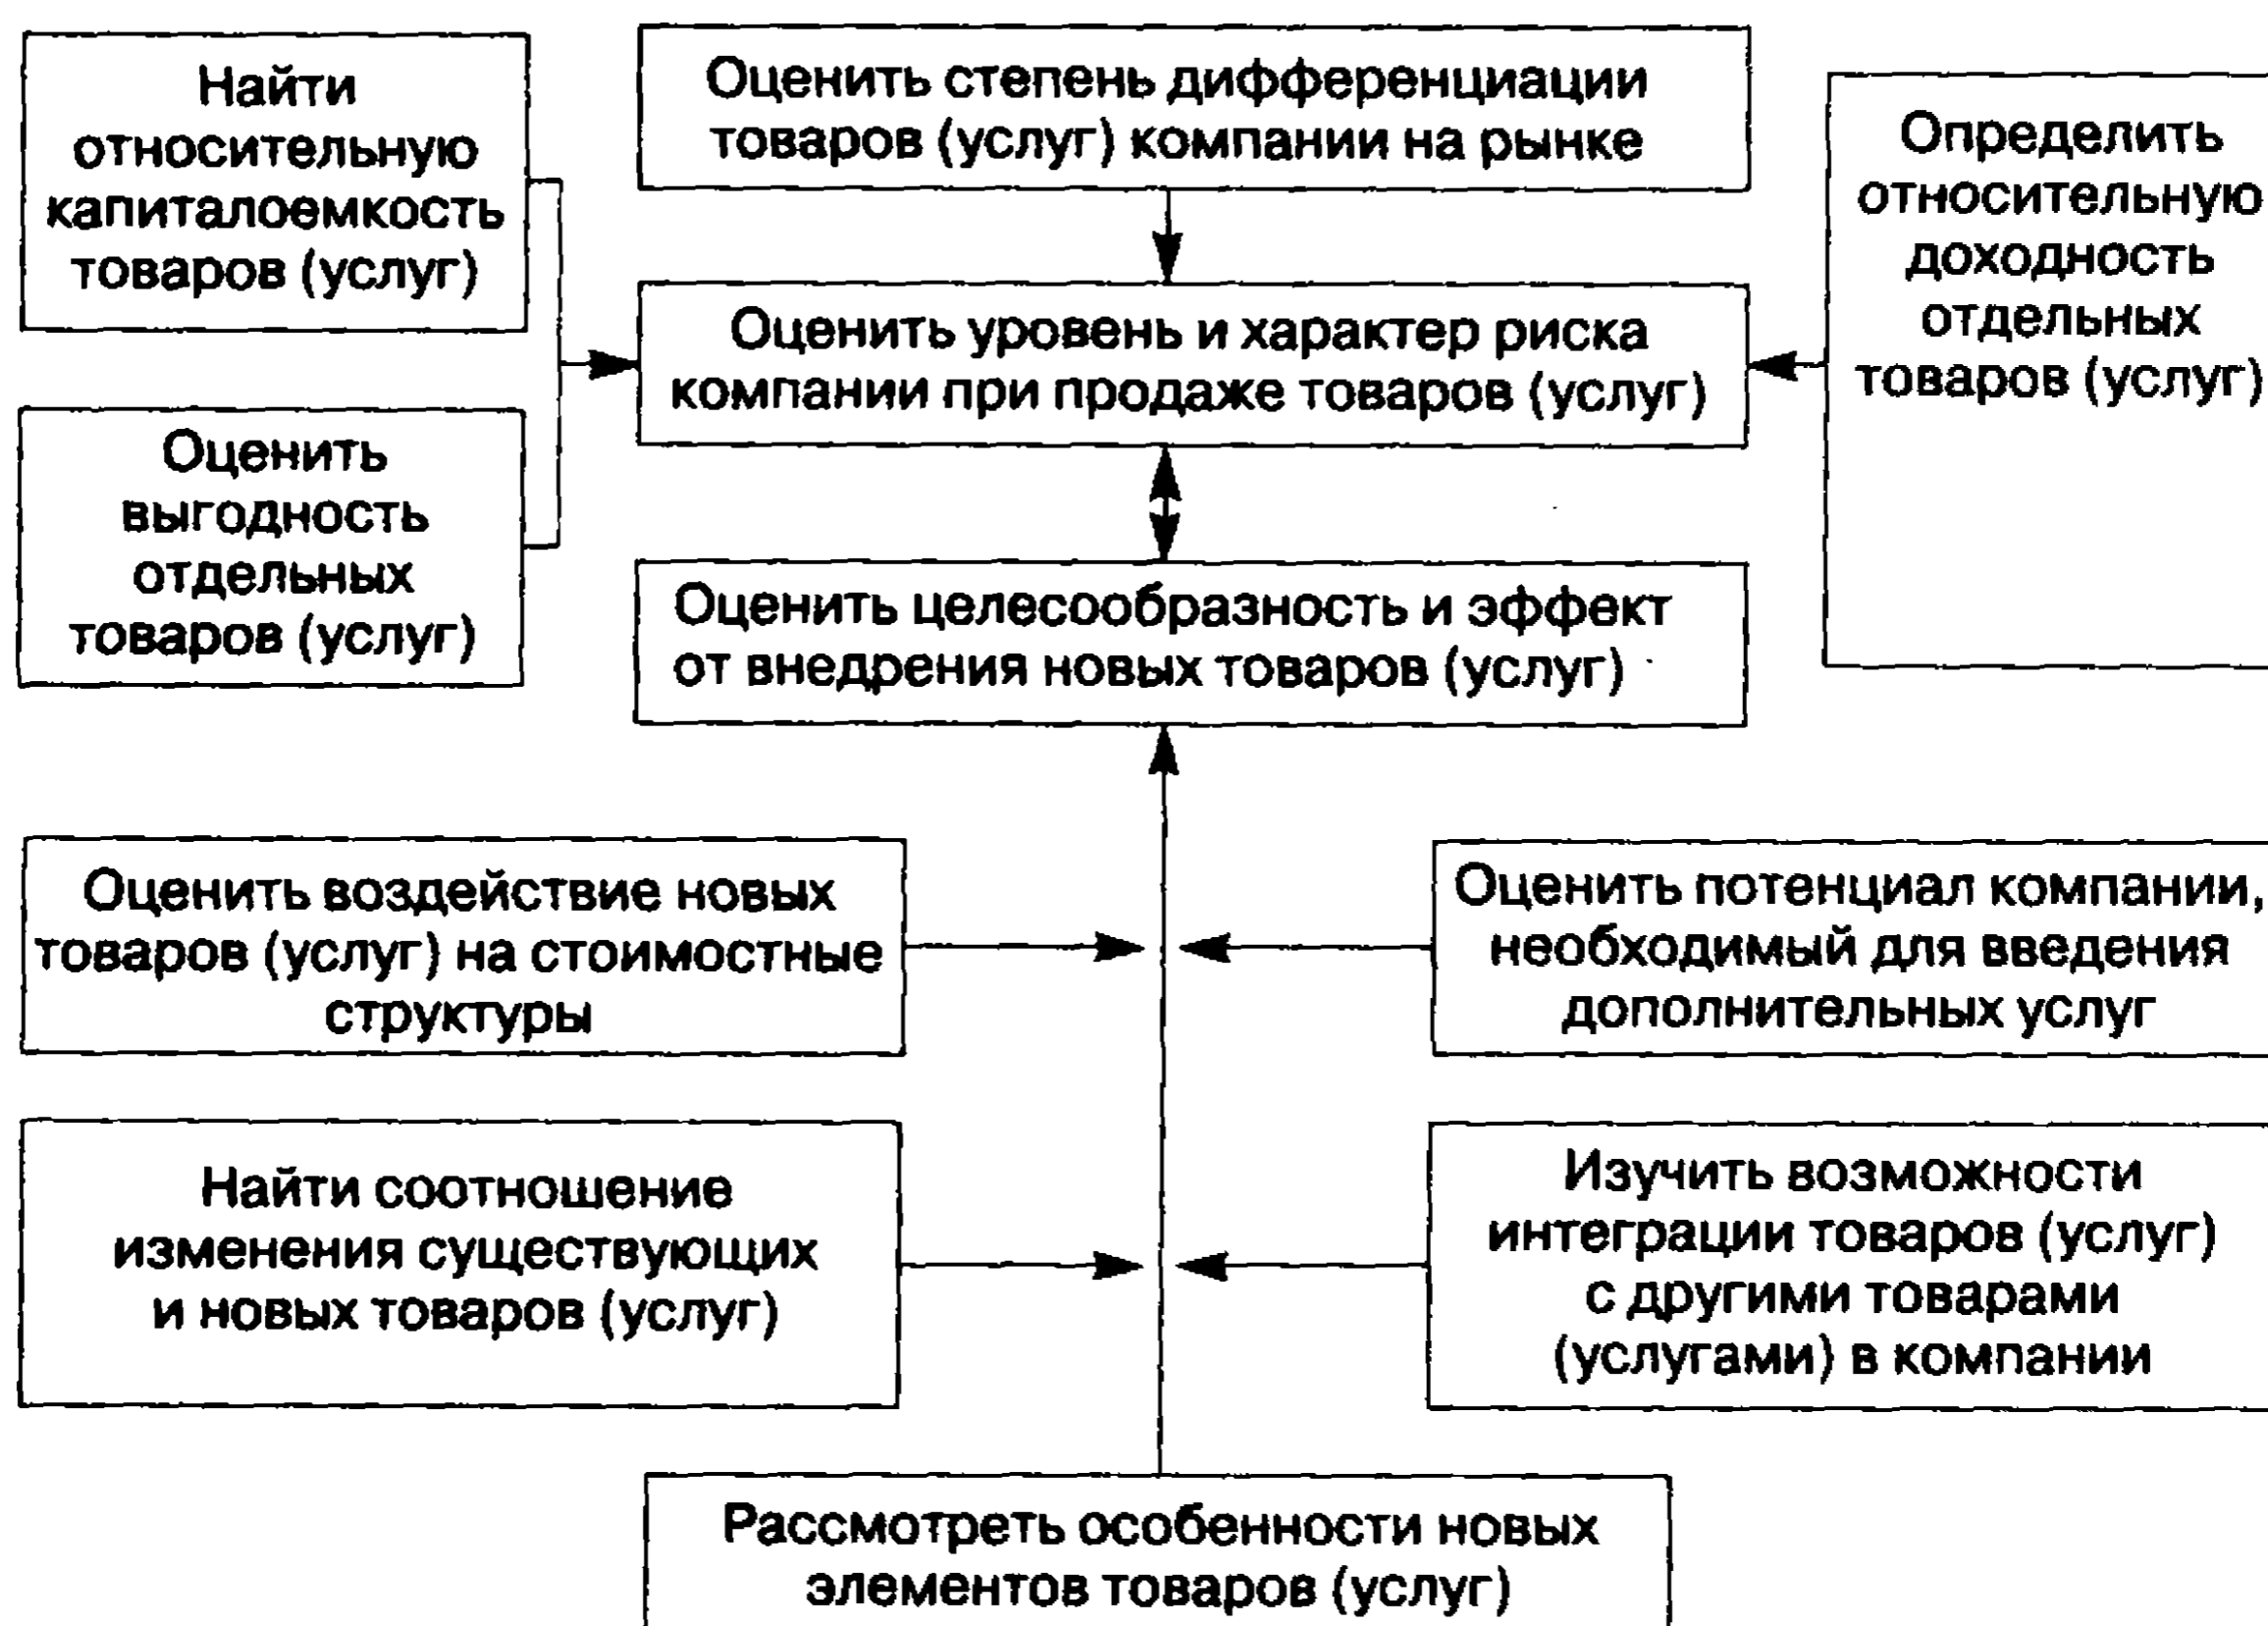 Найти
относительную
капиталоемкость
товаров (услуг)
Оценить степень дифференциации
товаров (услуг) компании на рынке
Определить
относительную
доходность
отдельных
товаров (услуг)
Оценить уровень и характер риска
компании при продаже товаров (услуг)
Оценить
выгодность
отдельных
товаров (услуг)
Оценить целесообразность и эффект
от внедрения новых товаров (услуг)
Оценить воздействие новых
товаров (услуг) на стоимостные
структуры
Оценить потенциал компании,
необходимый для введения
дополнительных услуг
Найти соотношение
изменения существующих
и новых товаров (услуг)
Изучить возможности
интеграции товаров (услуг)
с другими товарами
(услугами) в компании
Рассмотреть особенности новых
элементов товаров (услуг)